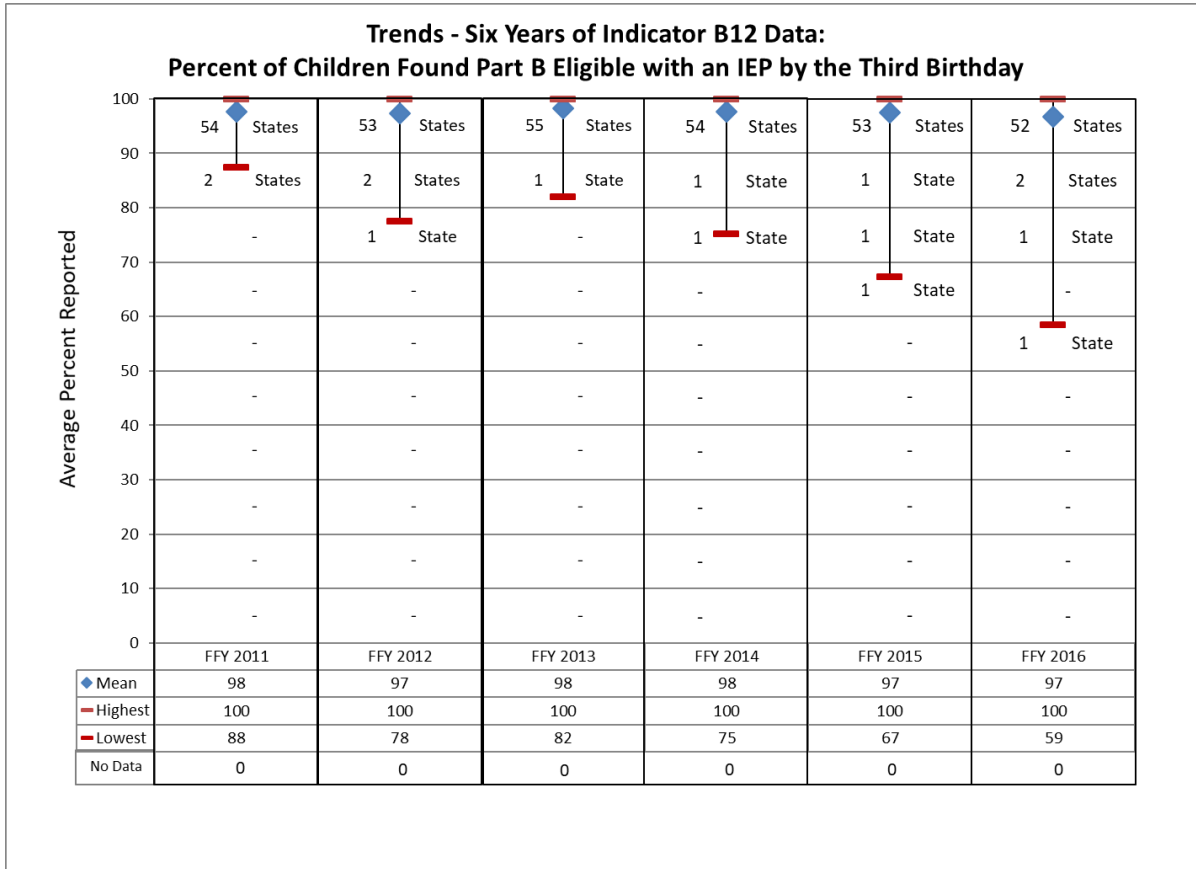 Trends - Six Years of Indicator B12 Data:
Percent of Children Found Part B Eligible with an IEP by the Third Birthday
Average Percent Reported
100
54 States 53 States 55 States 54 States 53 States 52 States
90
2 States 2 States 1 State 1 State 1 State 2 States
80
- 1 State - 1 State 1 State 1 State
70
- - - - 1 State -
60
- - - - - 1 State
50
- - - - - -
40
- - - - - -
30
- - - - - -
20
- - - - - -
10
- - - - - -
0
FFY 2011 FFY 2012 FFY 2013 FFY 2014 FFY 2015 FFY 2016
Mean 98 97 98 98 97 97
Highest 100 100 100 100 100 100
Lowest 88 78 82 75 67 59
No Data 0 0 0 0 0 0